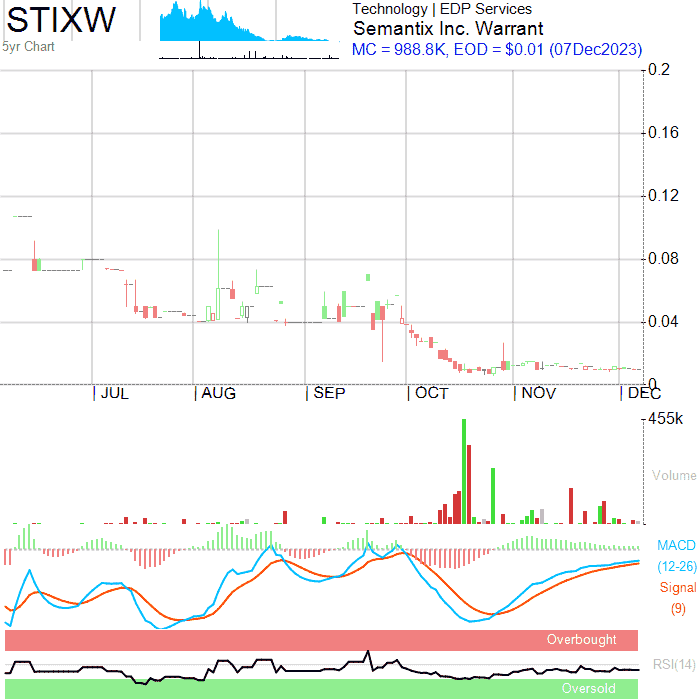 STIXW
5yr Chart
Technology | EDP Services
Semantix Inc. Warrant
MC = 988.8K, EOD = $0.01 (07Dec2023)
0.2
0.16
0.12
0.08
0.04
0
JUL AUG SEP OCT NOV DEC
455k
Volume
MACD
(12-26)
Signal
(9)
Overbought
RSI(14)
Oversold